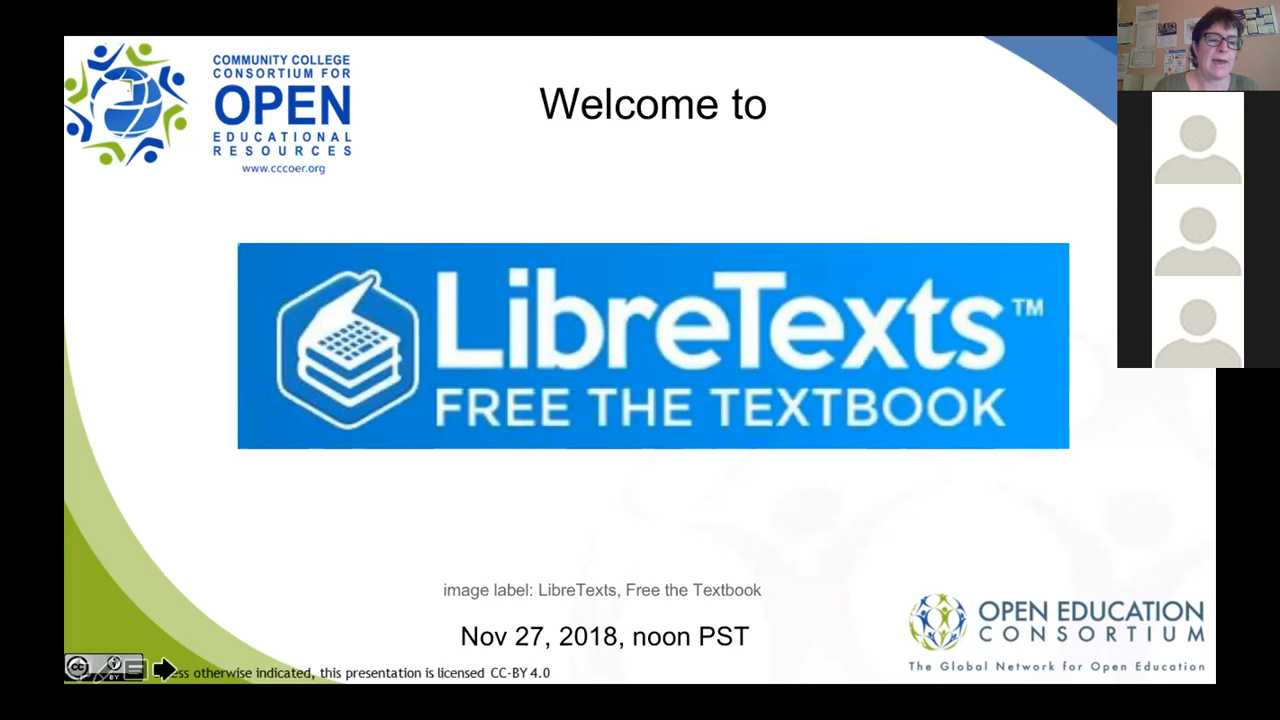 COMMUNITY COLLEGE
CONSORTIUM FOR
OPEN
EDUCATIONAL
RESOURCES
www.cccoer.org
Welcome to
LibreTexts™
FREE THE TEXTBOOK
image label: LibreTexts, Free the Textbook
Nov 27, 2018, noon PST
OPEN EDUCATION
CONSORTIUM
The Global Network for Open Education
cc
BY
otherwise indicated, this presentation is licensed CC-BY 4.0